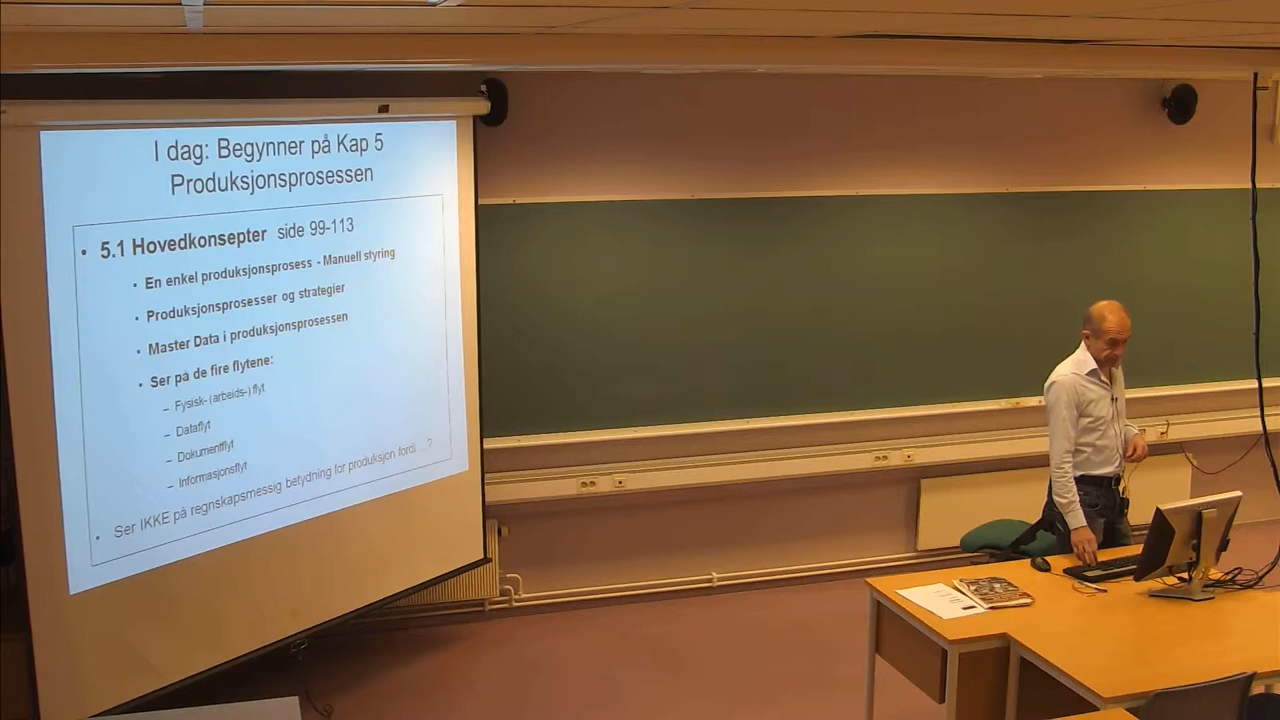 I dag: Begynner på Kap 5
Produksjonsprosessen
• 5.1 Hovedkonsepter side 99-113
• En enkel produksjonsprosess - Manuell styring
• Produksjonsprosesser og strategier
• Master Data i produksjonsprosessen
• Ser på de fire flytene:
– Fysisk- (arbeids-) flyt
– Dataflyt
– Dokumentflyt
– Informasjonsflyt
• Ser IKKE på regnskapsmessig betydning for produksjon fordi ...?